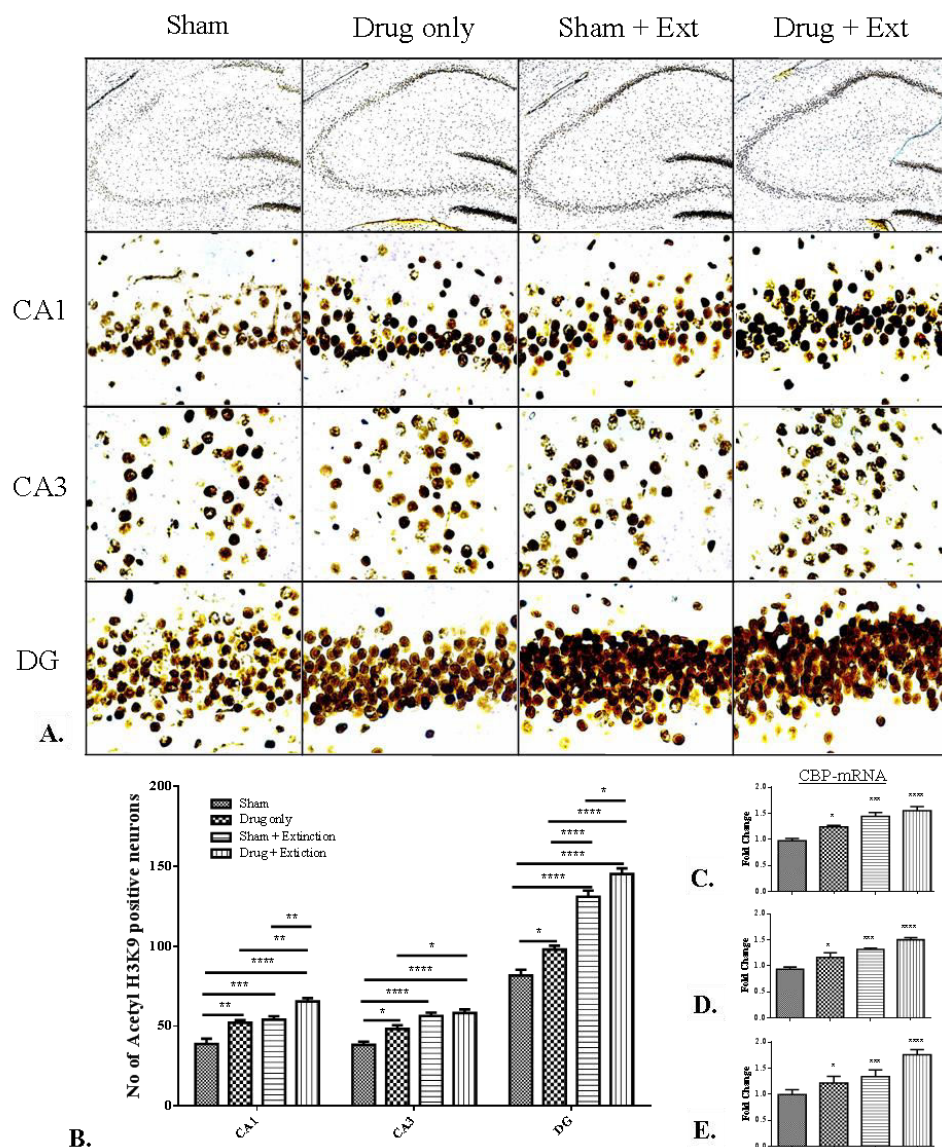 Sham Drug only Sham + Ext Drug + Ext
CA1
CA3
DG
A.
200
150
100
50
0
No of Acetyl H3K9 positive neurons
Sham
Drug only
Sham + Extinction
Drug + Extiction
**
***
****
**
**
*
****
****
*
*
****
****
****
****
*
CA1 CA3 DG
B.
CBP-mRNA
2.0
1.5
1.0
0.5
0.0
Fold Change
* *** ****
C.
2.0
1.5
1.0
0.5
0.0
Fold Change
* *** ****
D.
2.0
1.5
1.0
0.5
0.0
Fold Change
* *** ****
E.